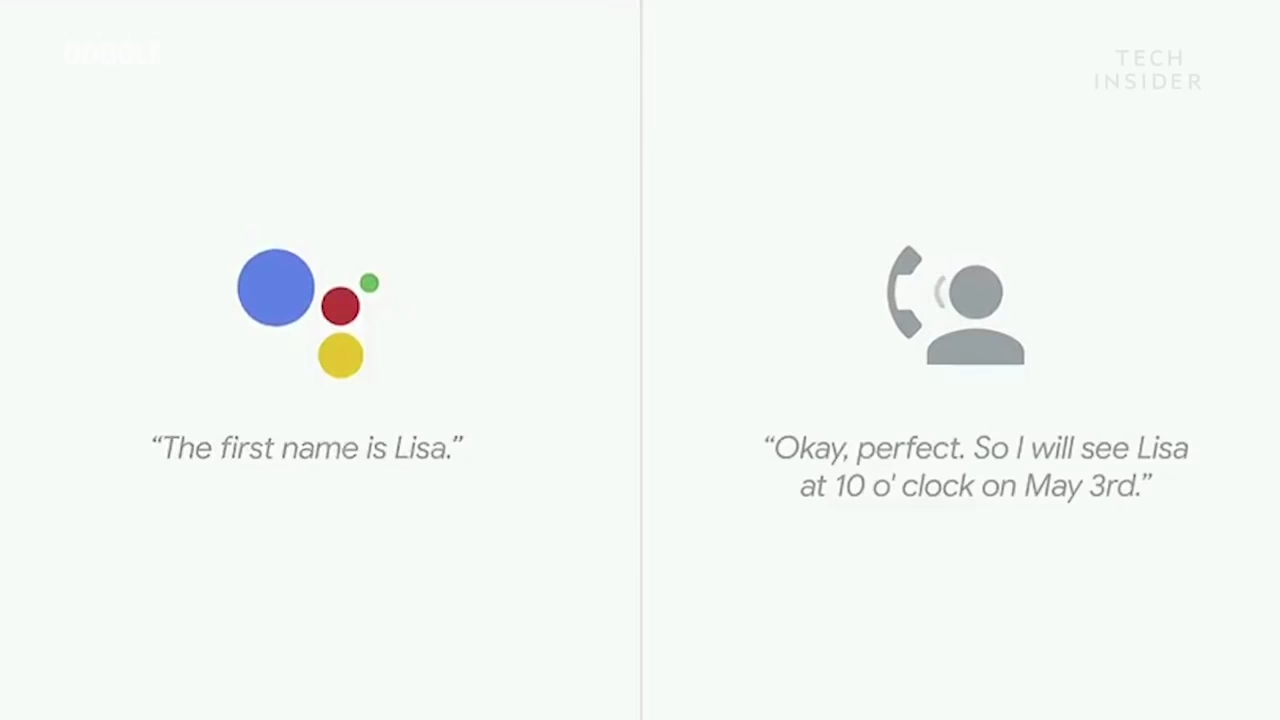 TECH
INSIDER
“The first name is Lisa.”
“Okay, perfect. So I will see Lisa
at 10 o' clock on May 3rd.”